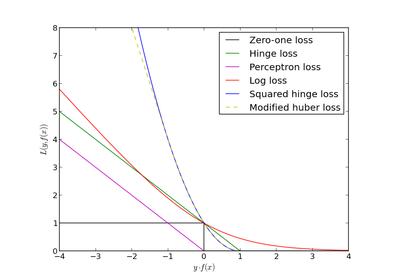 8
7
6
5
4
3
2
1
0
L(y, f(x))
Zero-one loss
Hinge loss
Perceptron loss
Log loss
Squared hinge loss
Modified huber loss
−4 −3 −2 −1 0 1 2 3 4
y · f(x)